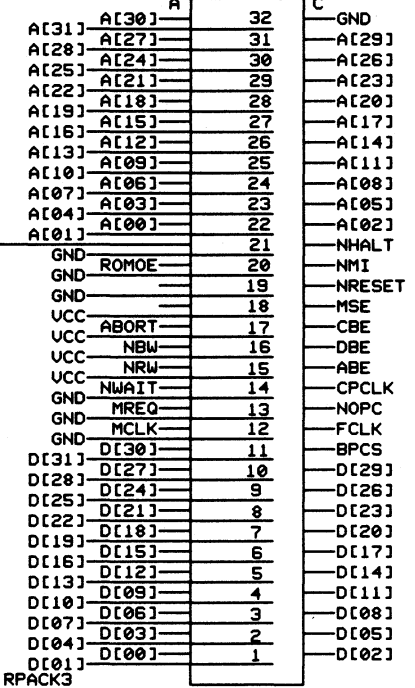 A C
A[30] 32 GND
A[31]
A[27] 31 A[29]
A[28]
A[24] 30 A[26]
A[25]
A[21] 29 A[23]
A[22]
A[18] 28 A[20]
A[19]
A[15] 27 A[17]
A[16]
A[12] 26 A[14]
A[13]
A[09] 25 A[11]
A[10]
A[06] 24 A[08]
A[07]
A[03] 23 A[05]
A[04]
A[00] 22 A[02]
A[01]
21 NHALT
GND
ROMOE 20 NMI
GND
19 NRESET
GND
18 MSE
VCC
ABORT 17 CBE
VCC
NBW 16 DBE
VCC
NRW 15 ABE
VCC
NWAIT 14 CPCLK
GND
MREQ 13 NOPC
GND
MCLK 12 FCLK
GND
D[30] 11 BPCS
D[31]
D[27] 10 D[29]
D[28]
D[24] 9 D[26]
D[25]
D[21] 8 D[23]
D[22]
D[18] 7 D[20]
D[19]
D[15] 6 D[17]
D[16]
D[12] 5 D[14]
D[13]
D[09] 4 D[11]
D[10]
D[06] 3 D[08]
D[07]
D[03] 2 D[05]
D[04]
D[00] 1 D[02]
D[01]
RPACK3